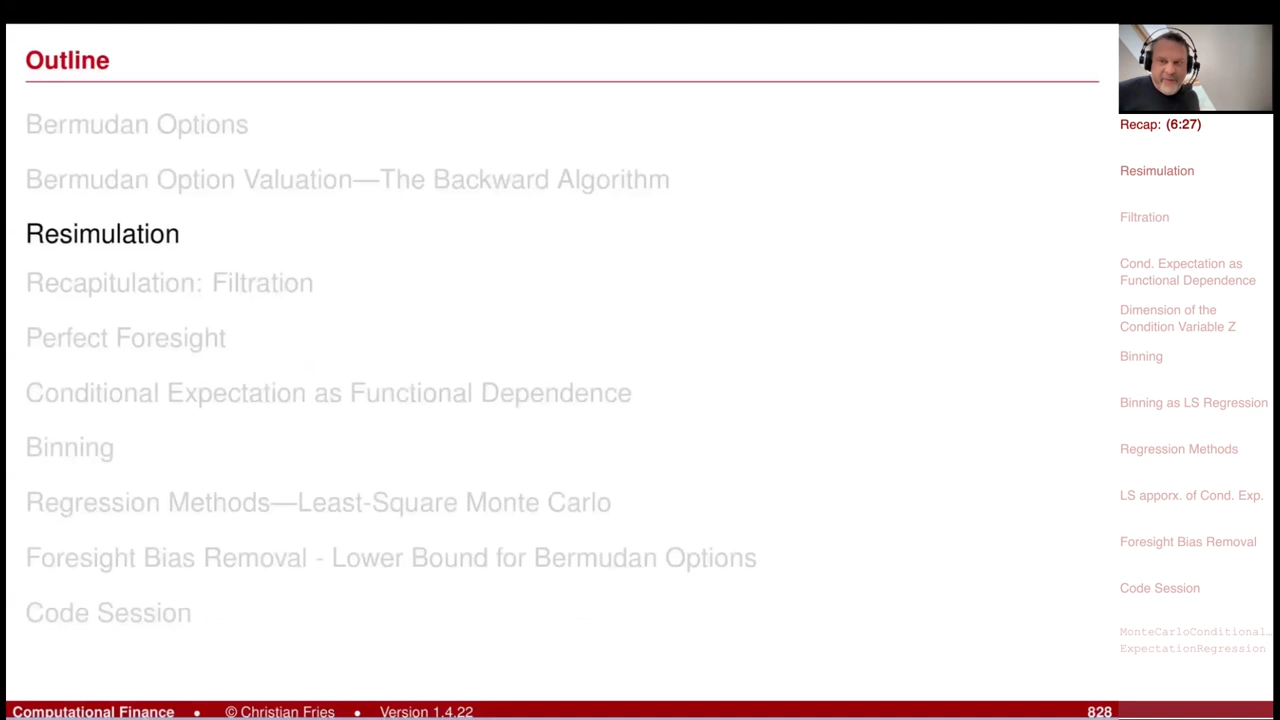 Outline
Bermudan Options
Bermudan Option Valuation—The Backward Algorithm
Resimulation
Recapitulation: Filtration
Perfect Foresight
Conditional Expectation as Functional Dependence
Binning
Regression Methods—Least-Square Monte Carlo
Foresight Bias Removal - Lower Bound for Bermudan Options
Code Session
Recap: (6:27)
Resimulation
Filtration
Cond. Expectation as
Functional Dependence
Dimension of the
Condition Variable Z
Binning
Binning as LS Regression
Regression Methods
LS apporx. of Cond. Exp.
Foresight Bias Removal
Code Session
MonteCarloConditional…
ExpectationRegression
Computational Finance • © Christian Fries • Version 1.4.22 828